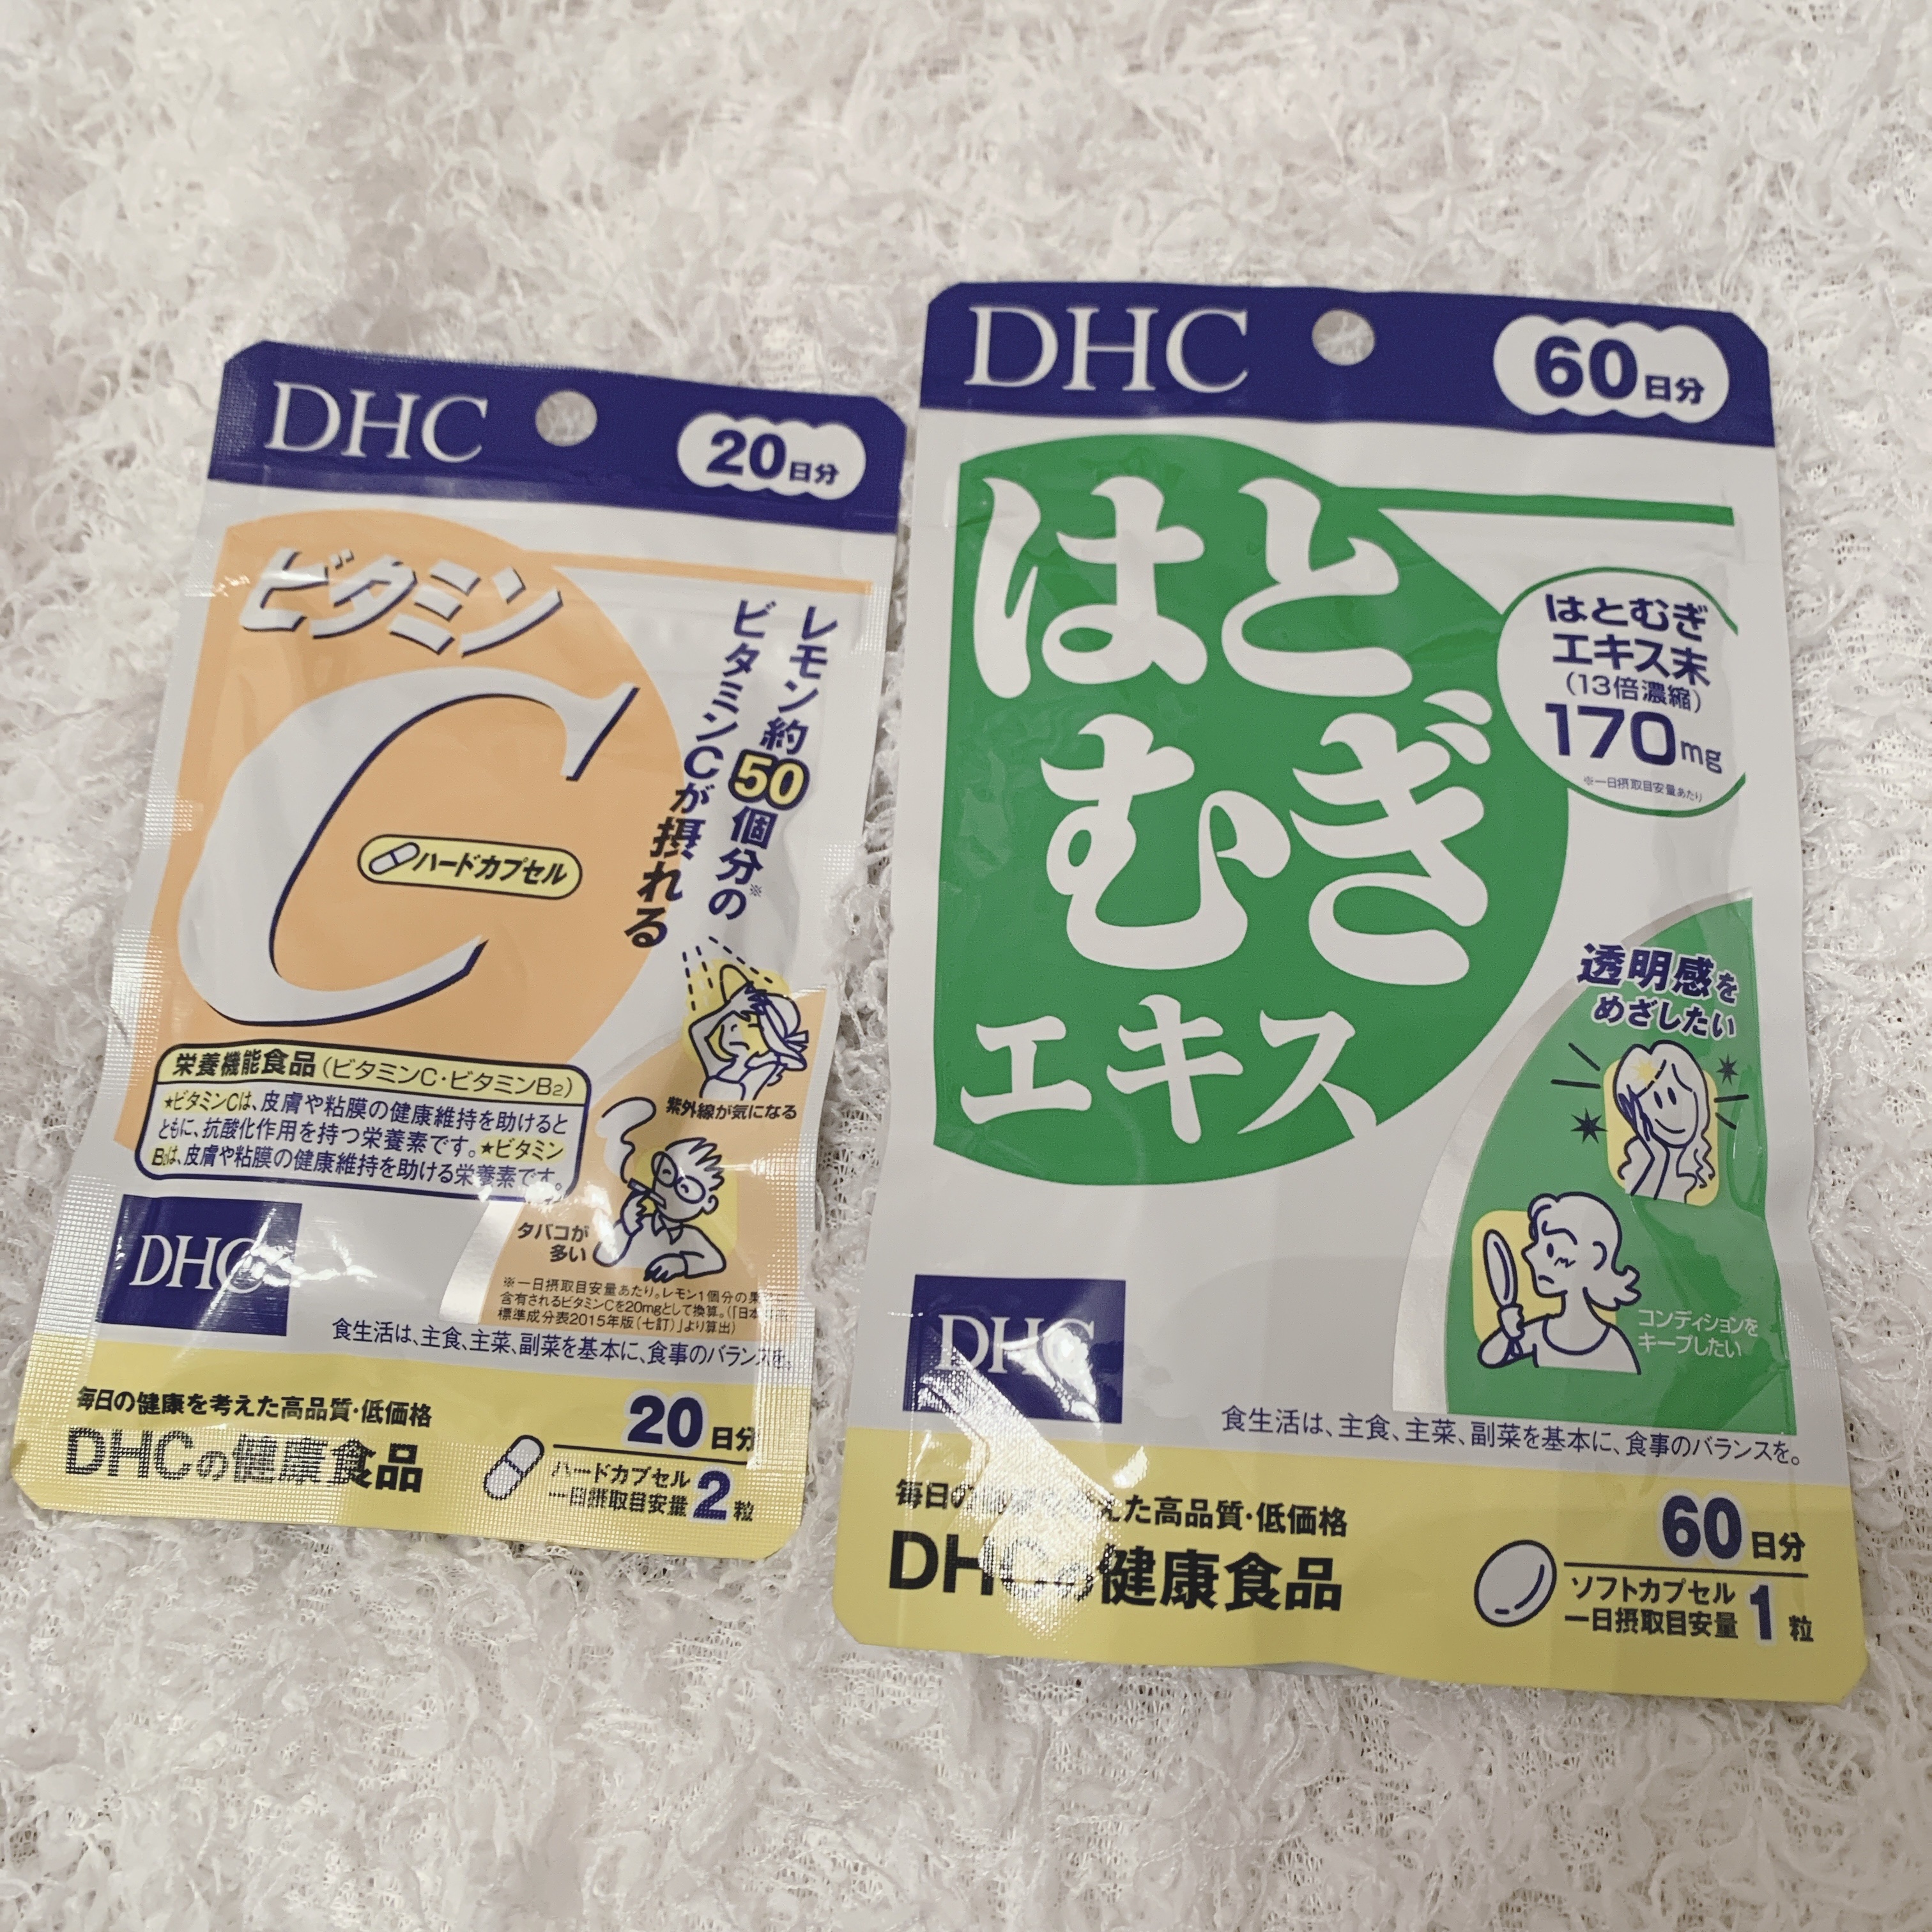 DHC
20日分
ビタミン
C
ハードカプセル
レモン約50個分の※
ビタミンCが摂れる
紫外線が気になる
栄養機能食品(ビタミンC・ビタミンB2)
★ビタミンCは、皮膚や粘膜の健康維持を助けると
ともに、抗酸化作用を持つ栄養素です。★ビタミン
B2は、皮膚や粘膜の健康維持を助ける栄養素です。
タバコが
多い
DHC
※一日摂取目安量あたり。レモン1個分の果
含有されるビタミンCを20mgとして換算。(「日本
標準成分表2015年版(七訂)」より算出)
食生活は、主食、主菜、副菜を基本に、食事のバランスを。
毎日の健康を考えた高品質・低価格
DHCの健康食品
20日分
ハードカプセル
一日摂取目安量2粒
DHC
60日分
はと
むぎ
エキス
はとむぎ
エキス末
(13倍濃縮)
170mg
※一日摂取目安量あたり
透明感を
めざしたい
コンディションを
キープしたい
DHC
食生活は、主食、主菜、副菜を基本に、食事のバランスを。
毎日の健康を考えた高品質・低価格
DHCの健康食品
60日分
ソフトカプセル
一日摂取目安量1粒